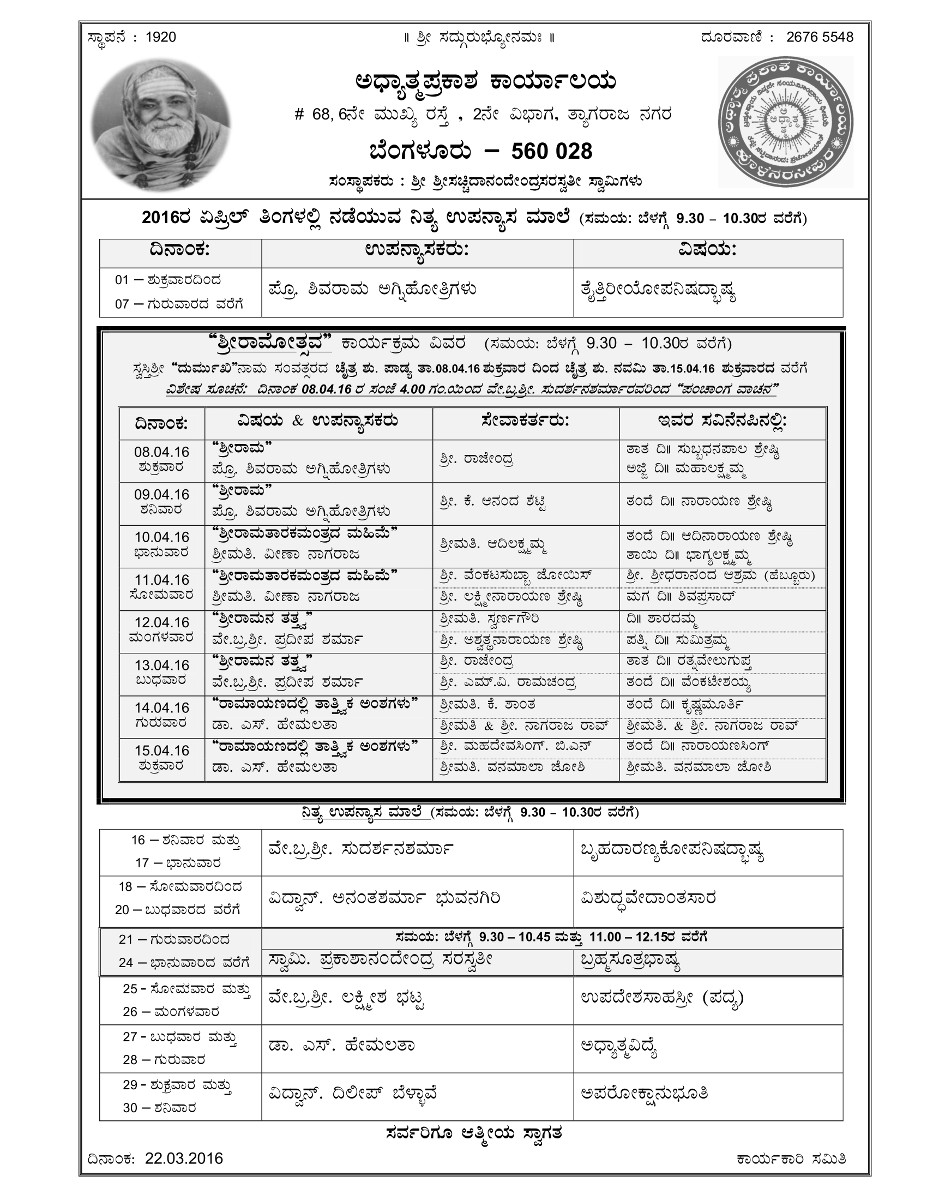 ಸ್ಥಾಪನೆ : 1920 ॥ ಶ್ರೀ ಸದ್ಗುರುಭ್ಯೋನಮಃ ॥ ದೂರವಾಣಿ : 2676 5548
ಅಧ್ಯಾತ್ಮಪ್ರಕಾಶ ಕಾರ್ಯಾಲಯ
# 68, 6ನೇ ಮುಖ್ಯ ರಸ್ತೆ , 2ನೇ ವಿಭಾಗ, ತ್ಯಾಗರಾಜ ನಗರ
ಬೆಂಗಳೂರು – 560 028
ಸಂಸ್ಥಾಪಕರು : ಶ್ರೀ ಶ್ರೀಸಚ್ಚಿದಾನಂದೇಂದ್ರಸರಸ್ವತೀ ಸ್ವಾಮಿಗಳು
2016ರ ಏಪ್ರಿಲ್ ತಿಂಗಳಲ್ಲಿ ನಡೆಯುವ ನಿತ್ಯ ಉಪನ್ಯಾಸ ಮಾಲೆ (ಸಮಯ: ಬೆಳಗ್ಗೆ 9.30 – 10.30ರ ವರೆಗೆ)
ದಿನಾಂಕ: ಉಪನ್ಯಾಸಕರು: ವಿಷಯ:
01 – ಶುಕ್ರವಾರದಿಂದ
07 – ಗುರುವಾರದ ವರೆಗೆ
ಪ್ರೊ. ಶಿವರಾಮ ಅಗ್ನಿಹೋತ್ರಿಗಳು ತೈತ್ತಿರೀಯೋಪನಿಷದ್ಭಾಷ್ಯ
“ಶ್ರೀರಾಮೋತ್ಸವ” ಕಾರ್ಯಕ್ರಮ ವಿವರ (ಸಮಯ: ಬೆಳಗ್ಗೆ 9.30 – 10.30ರ ವರೆಗೆ)
ಸ್ವಸ್ತಿಶ್ರೀ “ದುರ್ಮುಖಿ”ನಾಮ ಸಂವತ್ಸರದ ಚೈತ್ರ ಶು. ಪಾಡ್ಯ ತಾ.08.04.16 ಶುಕ್ರವಾರ ದಿಂದ ಚೈತ್ರ ಶು. ನವಮಿ ತಾ.15.04.16 ಶುಕ್ರವಾರದ ವರೆಗೆ
ವಿಶೇಷ ಸೂಚನೆ: ದಿನಾಂಕ 08.04.16 ರ ಸಂಜೆ 4.00 ಗಂ.ಯಿಂದ ವೇ.ಬ್ರ.ಶ್ರೀ. ಸುದರ್ಶನಶರ್ಮಾರವರಿಂದ “ಪಂಚಾಂಗ ವಾಚನ”
ದಿನಾಂಕ: ವಿಷಯ & ಉಪನ್ಯಾಸಕರು ಸೇವಾಕರ್ತರು: ಇವರ ಸವಿನೆನಪಿನಲ್ಲಿ:
08.04.16
ಶುಕ್ರವಾರ
“ಶ್ರೀರಾಮ”
ಪ್ರೊ. ಶಿವರಾಮ ಅಗ್ನಿಹೋತ್ರಿಗಳು
ಶ್ರೀ. ರಾಜೇಂದ್ರ
ತಾತ ದಿ॥ ಸುಬ್ಬಧನಪಾಲ ಶ್ರೇಷ್ಠಿ
ಅಜ್ಜಿ ದಿ॥ ಮಹಾಲಕ್ಷ್ಮಮ್ಮ
09.04.16
ಶನಿವಾರ
“ಶ್ರೀರಾಮ”
ಪ್ರೊ. ಶಿವರಾಮ ಅಗ್ನಿಹೋತ್ರಿಗಳು
ಶ್ರೀ. ಕೆ. ಆನಂದ ಶೆಟ್ಟಿ
ತಂದೆ ದಿ॥ ನಾರಾಯಣ ಶ್ರೇಷ್ಠಿ
10.04.16
ಭಾನುವಾರ
“ಶ್ರೀರಾಮತಾರಕಮಂತ್ರದ ಮಹಿಮೆ”
ಶ್ರೀಮತಿ. ವೀಣಾ ನಾಗರಾಜ
ಶ್ರೀಮತಿ. ಆದಿಲಕ್ಷ್ಮಮ್ಮ
ತಂದೆ ದಿ॥ ಆದಿನಾರಾಯಣ ಶ್ರೇಷ್ಠಿ
ತಾಯಿ ದಿ॥ ಭಾಗ್ಯಲಕ್ಷ್ಮಮ್ಮ
11.04.16
ಸೋಮವಾರ
“ಶ್ರೀರಾಮತಾರಕಮಂತ್ರದ ಮಹಿಮೆ”
ಶ್ರೀಮತಿ. ವೀಣಾ ನಾಗರಾಜ
ಶ್ರೀ. ವೆಂಕಟಸುಬ್ಬಾ ಜೋಯಿಸ್ ಶ್ರೀ. ಶ್ರೀಧರಾನಂದ ಆಶ್ರಮ (ಹೆಬ್ಬೂರು)
ಶ್ರೀ. ಲಕ್ಷ್ಮೀನಾರಾಯಣ ಶ್ರೇಷ್ಠಿ ಮಗ ದಿ॥ ಶಿವಪ್ರಸಾದ್
12.04.16
ಮಂಗಳವಾರ
“ಶ್ರೀರಾಮನ ತತ್ತ್ವ”
ವೇ.ಬ್ರ.ಶ್ರೀ. ಪ್ರದೀಪ ಶರ್ಮಾ
ಶ್ರೀಮತಿ. ಸ್ವರ್ಣಗೌರಿ ದಿ॥ ಶಾರದಮ್ಮ
ಶ್ರೀ. ಅಶ್ವತ್ಥನಾರಾಯಣ ಶ್ರೇಷ್ಠಿ ಪತ್ನಿ ದಿ॥ ಸುಮಿತ್ರಮ್ಮ
13.04.16
ಬುಧವಾರ
“ಶ್ರೀರಾಮನ ತತ್ತ್ವ”
ವೇ.ಬ್ರ.ಶ್ರೀ. ಪ್ರದೀಪ ಶರ್ಮಾ
ಶ್ರೀ. ರಾಜೇಂದ್ರ ತಾತ ದಿ॥ ರತ್ನವೇಲುಗುಪ್ತ
ಶ್ರೀ. ಎಮ್.ವಿ. ರಾಮಚಂದ್ರ ತಂದೆ ದಿ॥ ವೆಂಕಟೇಶಯ್ಯ
14.04.16
ಗುರುವಾರ
“ರಾಮಾಯಣದಲ್ಲಿ ತಾತ್ತ್ವಿಕ ಅಂಶಗಳು”
ಡಾ. ಎಸ್. ಹೇಮಲತಾ
ಶ್ರೀಮತಿ. ಕೆ. ಶಾಂತ ತಂದೆ ದಿ॥ ಕೃಷ್ಣಮೂರ್ತಿ
ಶ್ರೀಮತಿ & ಶ್ರೀ. ನಾಗರಾಜ ರಾವ್ ಶ್ರೀಮತಿ. & ಶ್ರೀ. ನಾಗರಾಜ ರಾವ್
15.04.16
ಶುಕ್ರವಾರ
“ರಾಮಾಯಣದಲ್ಲಿ ತಾತ್ತ್ವಿಕ ಅಂಶಗಳು”
ಡಾ. ಎಸ್. ಹೇಮಲತಾ
ಶ್ರೀ. ಮಹದೇವಸಿಂಗ್. ಬಿ.ಎನ್ ತಂದೆ ದಿ॥ ನಾರಾಯಣಸಿಂಗ್
ಶ್ರೀಮತಿ. ವನಮಾಲಾ ಜೋಶಿ ಶ್ರೀಮತಿ. ವನಮಾಲಾ ಜೋಶಿ
ನಿತ್ಯ ಉಪನ್ಯಾಸ ಮಾಲೆ (ಸಮಯ: ಬೆಳಗ್ಗೆ 9.30 – 10.30ರ ವರೆಗೆ)
16 – ಶನಿವಾರ ಮತ್ತು
17 – ಭಾನುವಾರ
ವೇ.ಬ್ರ.ಶ್ರೀ. ಸುದರ್ಶನಶರ್ಮಾ ಬೃಹದಾರಣ್ಯಕೋಪನಿಷದ್ಭಾಷ್ಯ
18 – ಸೋಮವಾರದಿಂದ
20 – ಬುಧವಾರದ ವರೆಗೆ
ವಿದ್ವಾನ್. ಅನಂತಶರ್ಮಾ ಭುವನಗಿರಿ ವಿಶುದ್ಧವೇದಾಂತಸಾರ
21 – ಗುರುವಾರದಿಂದ
24 – ಭಾನುವಾರದ ವರೆಗೆ
ಸಮಯ: ಬೆಳಗ್ಗೆ 9.30 – 10.45 ಮತ್ತು 11.00 – 12.15ರ ವರೆಗೆ
ಸ್ವಾಮಿ. ಪ್ರಕಾಶಾನಂದೇಂದ್ರ ಸರಸ್ವತೀ ಬ್ರಹ್ಮಸೂತ್ರಭಾಷ್ಯ
25 - ಸೋಮವಾರ ಮತ್ತು
26 – ಮಂಗಳವಾರ
ವೇ.ಬ್ರ.ಶ್ರೀ. ಲಕ್ಷ್ಮೀಶ ಭಟ್ಟ ಉಪದೇಶಸಾಹಸ್ರೀ (ಪದ್ಯ)
27 - ಬುಧವಾರ ಮತ್ತು
28 – ಗುರುವಾರ
ಡಾ. ಎಸ್. ಹೇಮಲತಾ ಅಧ್ಯಾತ್ಮವಿದ್ಯೆ
29 - ಶುಕ್ರವಾರ ಮತ್ತು
30 – ಶನಿವಾರ
ವಿದ್ವಾನ್. ದಿಲೀಪ್ ಬೆಳ್ಳಾವೆ ಅಪರೋಕ್ಷಾನುಭೂತಿ
ಸರ್ವರಿಗೂ ಆತ್ಮೀಯ ಸ್ವಾಗತ
ದಿನಾಂಕ: 22.03.2016 ಕಾರ್ಯಕಾರಿ ಸಮಿತಿ